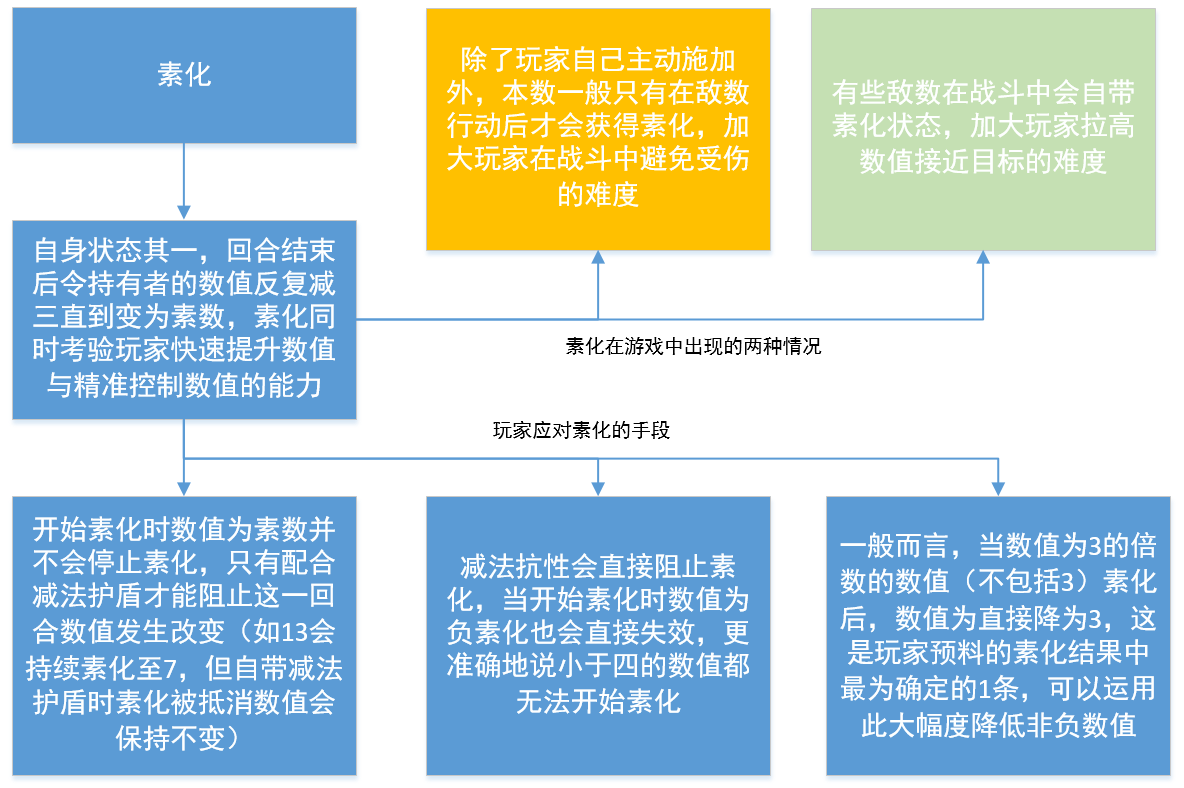 素化
除了玩家自己主动施加
外，本数一般只有在敌数
行动后才会获得素化，加
大玩家在战斗中避免受伤
的难度
有些敌数在战斗中会自带
素化状态，加大玩家拉高
数值接近目标的难度
自身状态其一，回合结束
后令持有者的数值反复减
三直到变为素数，素化同
时考验玩家快速提升数值
与精准控制数值的能力
素化在游戏中出现的两种情况
玩家应对素化的手段
开始素化时数值为素数并
不会停止素化，只有配合
减法护盾才能阻止这一回
合数值发生改变（如13会
持续素化至7，但自带减法
护盾时素化被抵消数值会
保持不变）
减法抗性会直接阻止素
化，当开始素化时数值为
负素化也会直接失效，更
准确地说小于四的数值都
无法开始素化
一般而言，当数值为3的倍
数的数值（不包括3）素化
后，数值为直接降为3，这
是玩家预料的素化结果中
最为确定的1条，可以运用
此大幅度降低非负数值